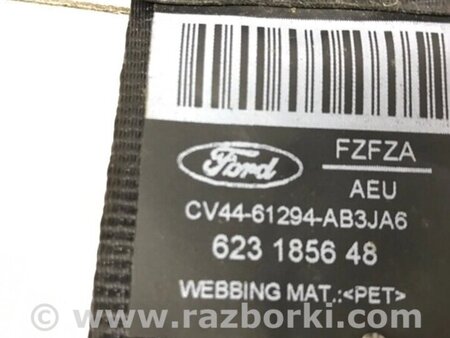 Ford FZFZA
AEU
CV44-61294-AB3JA6
623 1856 48
WEBBING MAT.:<PET>
© www.razborki.com